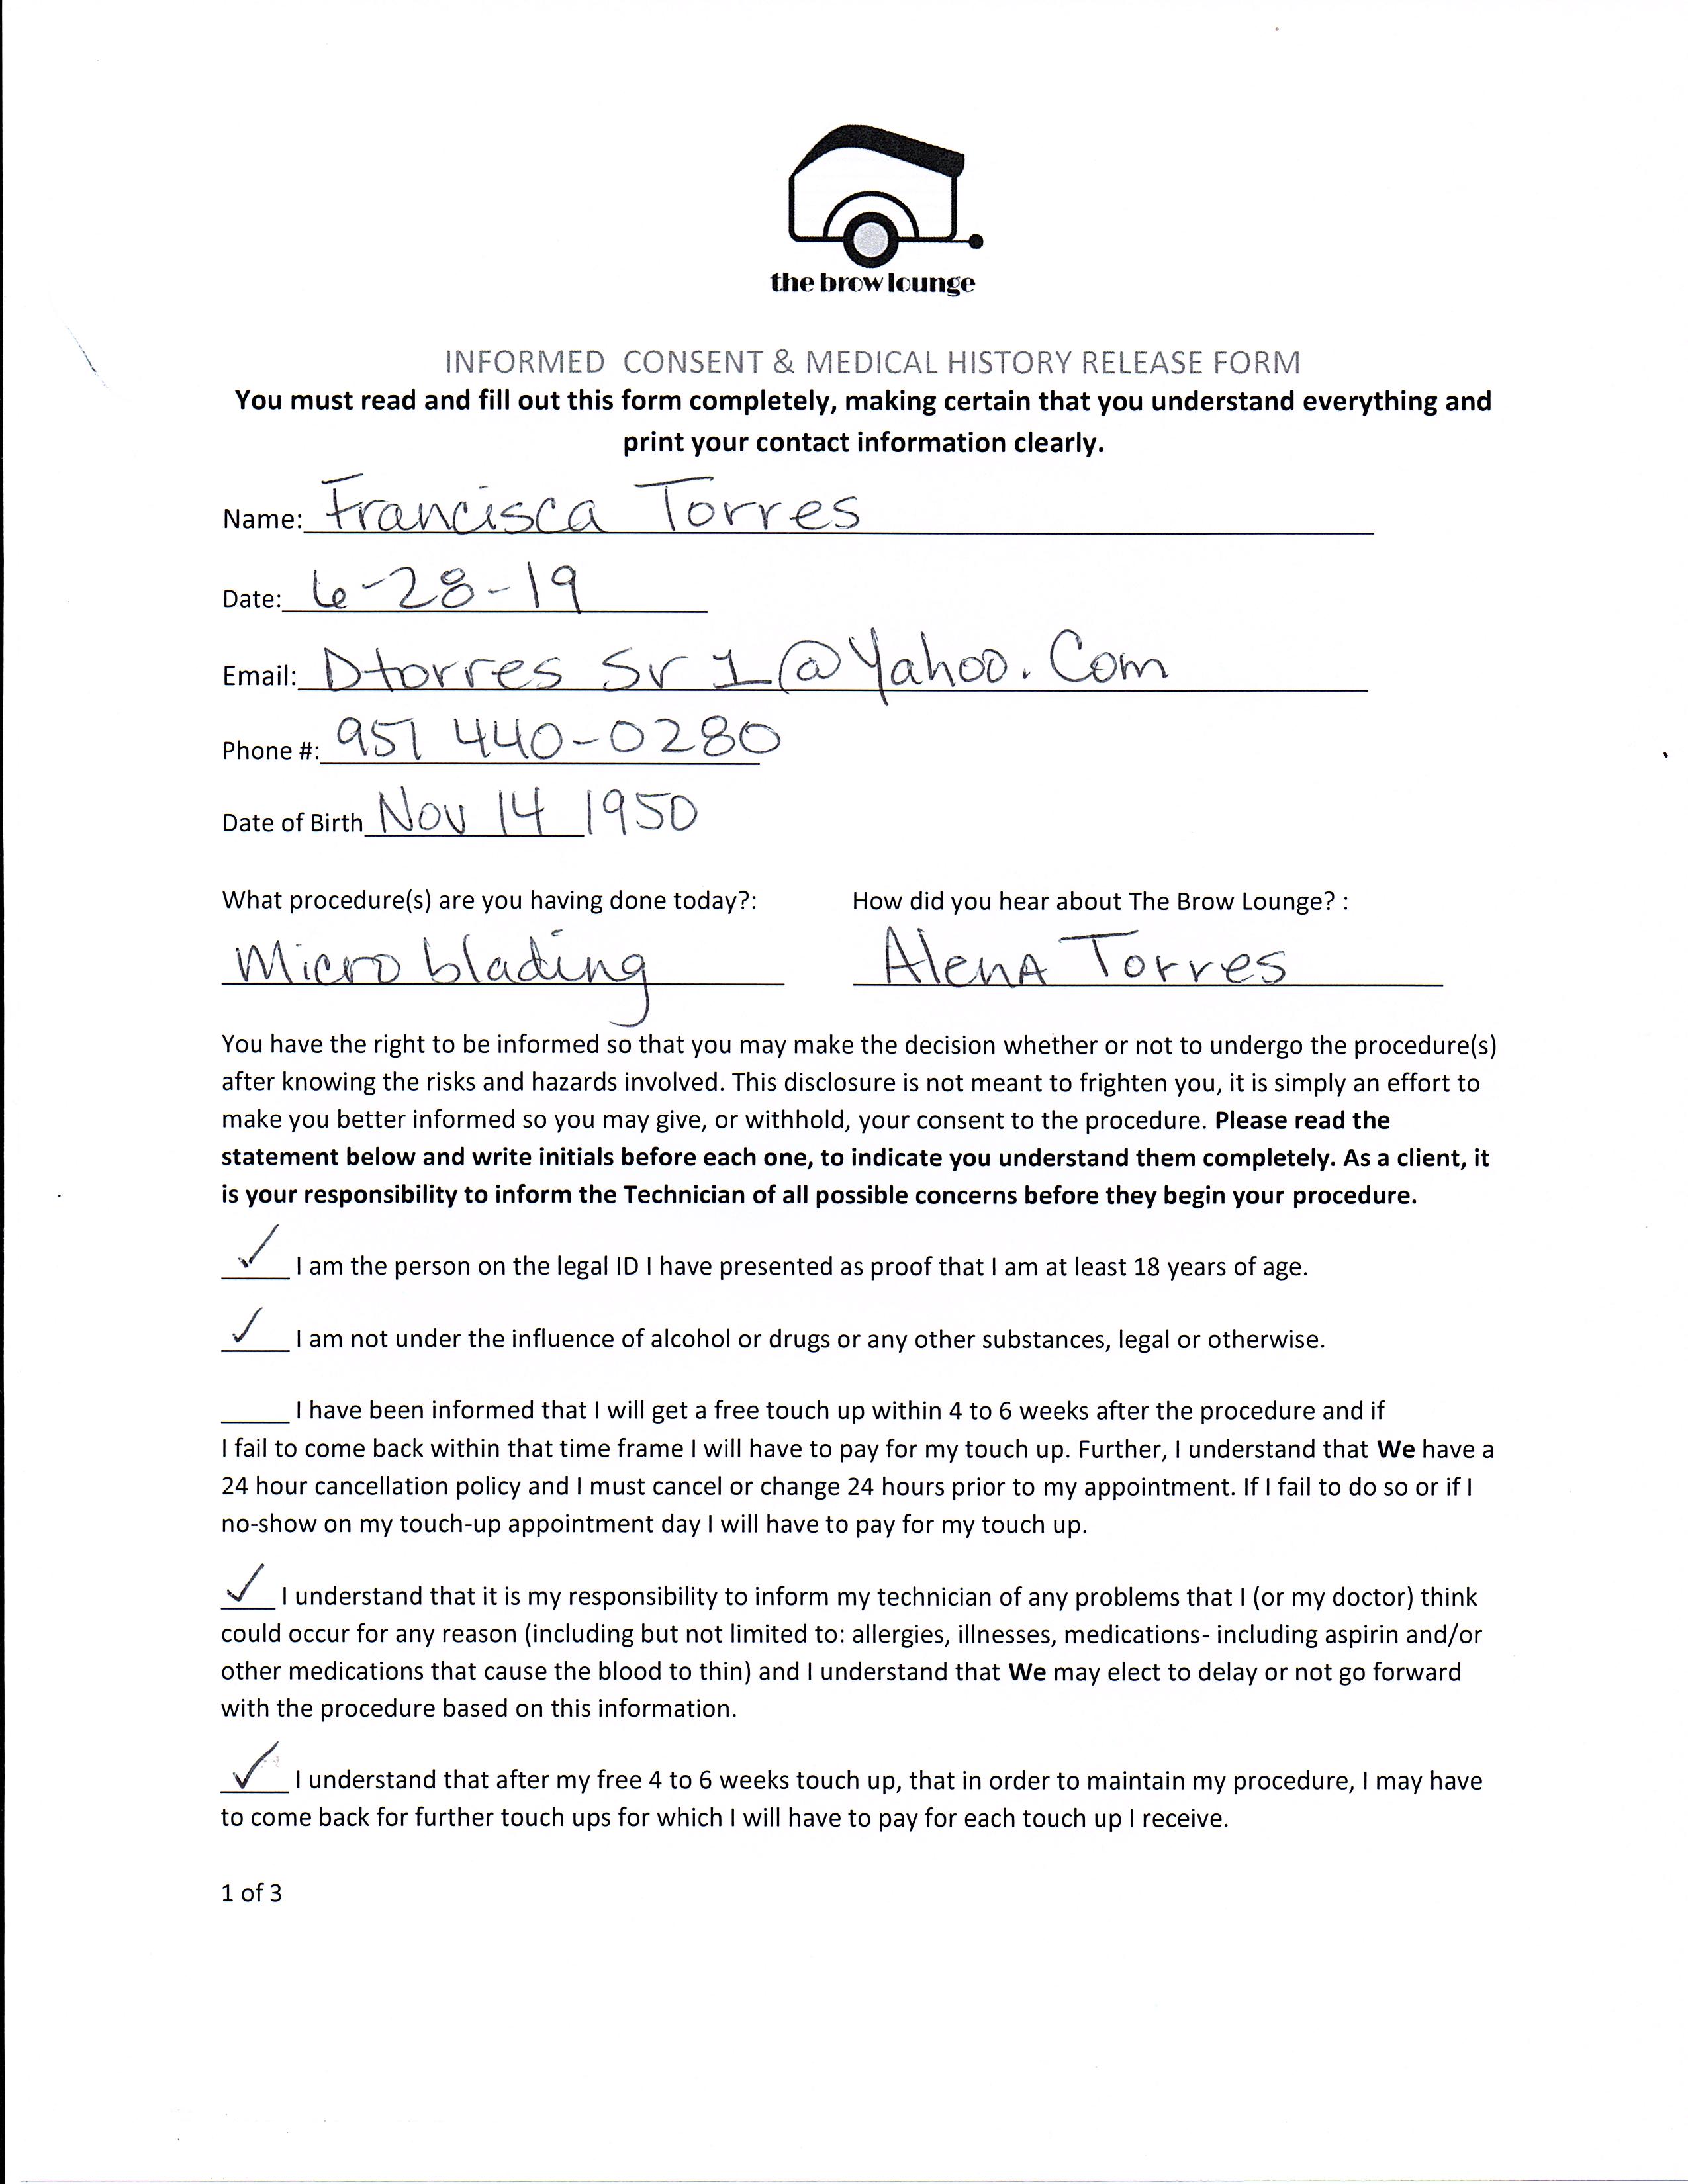 the brow lounge
INFORMED CONSENT & MEDICAL HISTORY RELEASE FORM
You must read and fill out this form completely, making certain that you understand everything and
print your contact information clearly.
Name: Francisca Torres
Date: 6-28-19
Email: Dtorres Sr 1@Yahoo.Com
Phone #: 951 440-0280
Date of Birth Nov 14 1950
What procedure(s) are you having done today?: How did you hear about The Brow Lounge? :
Micro blading AlenA Torres
You have the right to be informed so that you may make the decision whether or not to undergo the procedure(s)
after knowing the risks and hazards involved. This disclosure is not meant to frighten you, it is simply an effort to
make you better informed so you may give, or withhold, your consent to the procedure. Please read the
statement below and write initials before each one, to indicate you understand them completely. As a client, it
is your responsibility to inform the Technician of all possible concerns before they begin your procedure.
✓ I am the person on the legal ID I have presented as proof that I am at least 18 years of age.
✓ I am not under the influence of alcohol or drugs or any other substances, legal or otherwise.
I have been informed that I will get a free touch up within 4 to 6 weeks after the procedure and if
I fail to come back within that time frame I will have to pay for my touch up. Further, I understand that We have a
24 hour cancellation policy and I must cancel or change 24 hours prior to my appointment. If I fail to do so or if I
no-show on my touch-up appointment day I will have to pay for my touch up.
✓ I understand that it is my responsibility to inform my technician of any problems that I (or my doctor) think
could occur for any reason (including but not limited to: allergies, illnesses, medications- including aspirin and/or
other medications that cause the blood to thin) and I understand that We may elect to delay or not go forward
with the procedure based on this information.
✓ I understand that after my free 4 to 6 weeks touch up, that in order to maintain my procedure, I may have
to come back for further touch ups for which I will have to pay for each touch up I receive.
1 of 3